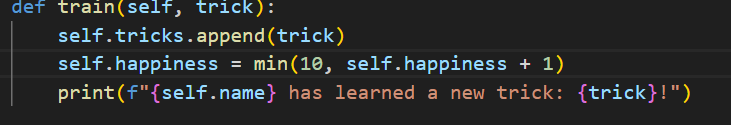 def train(self, trick):
    self.tricks.append(trick)
    self.happiness = min(10, self.happiness + 1)
    print(f"{self.name} has learned a new trick: {trick}!")